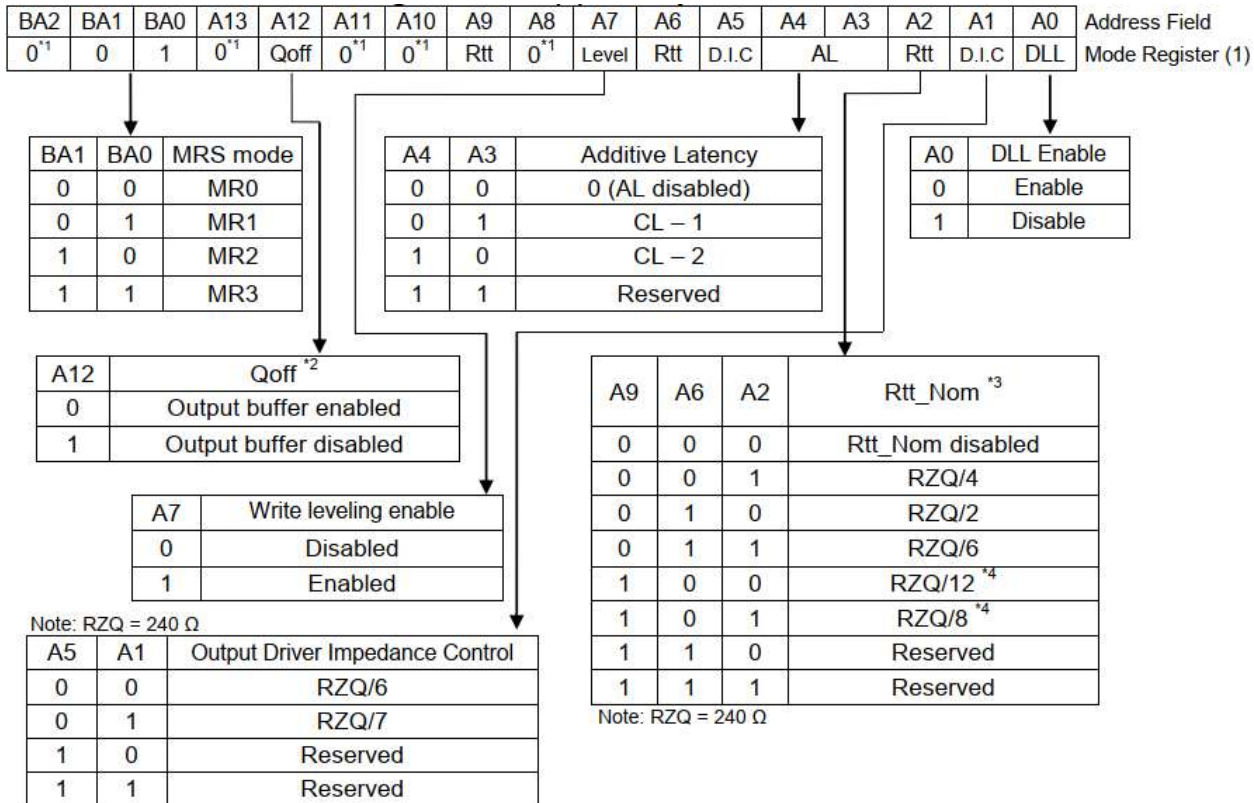 BA2 BA1 BA0 A13 A12 A11 A10 A9 A8 A7 A6 A5 A4 A3 A2 A1 A0 Address Field
0*1 0 1 0*1 Qoff 0*1 0*1 Rtt 0*1 Level Rtt D.I.C AL Rtt D.I.C DLL Mode Register (1)
BA1 BA0 MRS mode
0 0 MR0
0 1 MR1
1 0 MR2
1 1 MR3
A4 A3 Additive Latency
0 0 0 (AL disabled)
0 1 CL – 1
1 0 CL – 2
1 1 Reserved
A0 DLL Enable
0 Enable
1 Disable
A12 Qoff *2
0 Output buffer enabled
1 Output buffer disabled
A9 A6 A2 Rtt_Nom *3
0 0 0 Rtt_Nom disabled
0 0 1 RZQ/4
0 1 0 RZQ/2
0 1 1 RZQ/6
1 0 0 RZQ/12 *4
1 0 1 RZQ/8 *4
1 1 0 Reserved
1 1 1 Reserved
Note: RZQ = 240 Ω
A7 Write leveling enable
0 Disabled
1 Enabled
Note: RZQ = 240 Ω
A5 A1 Output Driver Impedance Control
0 0 RZQ/6
0 1 RZQ/7
1 0 Reserved
1 1 Reserved